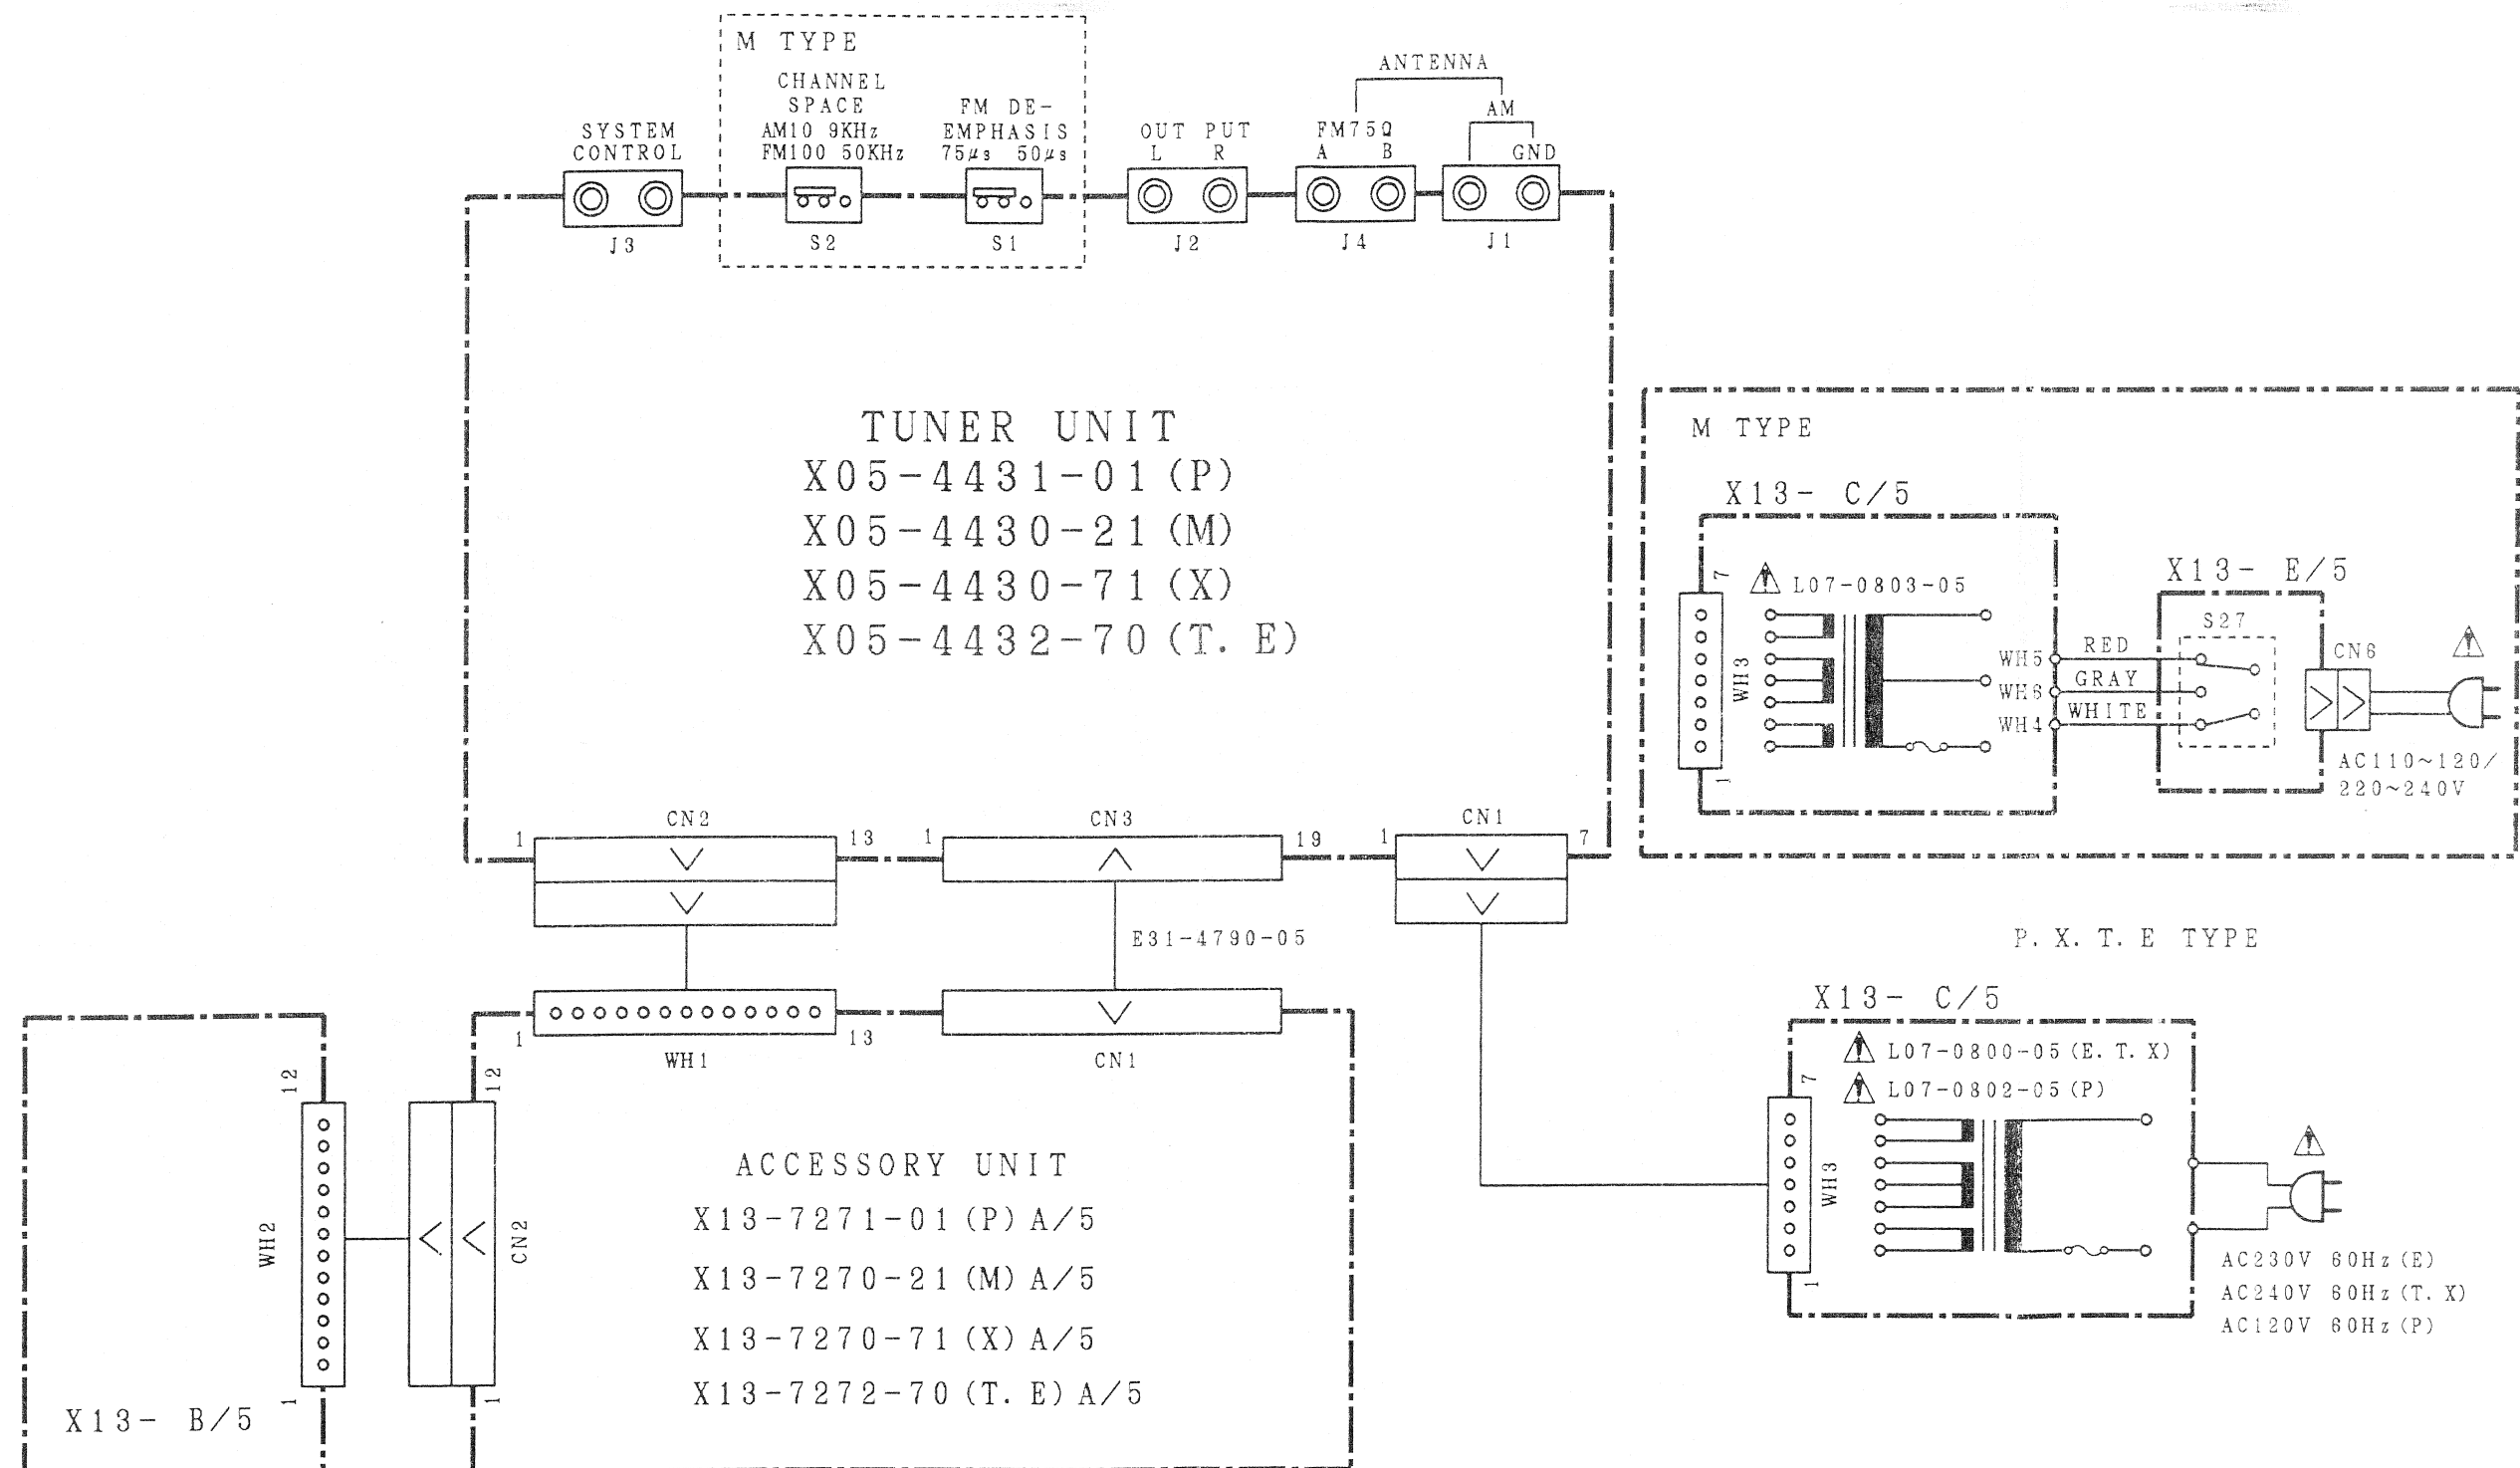 M TYPE
CHANNEL
SPACE
AM10 9KHz
FM100 50KHz
FM DE-
EMPHASIS
75μs 50μs
SYSTEM
CONTROL
OUT PUT
L R
ANTENNA
FM75Ω
A B
AM
GND
J3
S2
S1
J2
J4
J1
TUNER UNIT
X05-4431-01(P)
X05-4430-21(M)
X05-4430-71(X)
X05-4432-70(T.E)
M TYPE
X13- C/5
7
L07-0803-05
WH3
1
WH5
WH6
WH4
RED
GRAY
WHITE
X13- E/5
S27
CN6
AC110~120/
220~240V
1 CN2 13
1 CN3 19
1 CN1 7
E31-4790-05
1 13
WH1
CN1
P.X.T.E TYPE
X13- C/5
L07-0800-05(E.T.X)
L07-0802-05(P)
7
WH3
1
AC230V 60Hz(E)
AC240V 60Hz(T.X)
AC120V 60Hz(P)
12
WH2
1
12
CN2
1
X13- B/5
ACCESSORY UNIT
X13-7271-01(P)A/5
X13-7270-21(M)A/5
X13-7270-71(X)A/5
X13-7272-70(T.E)A/5